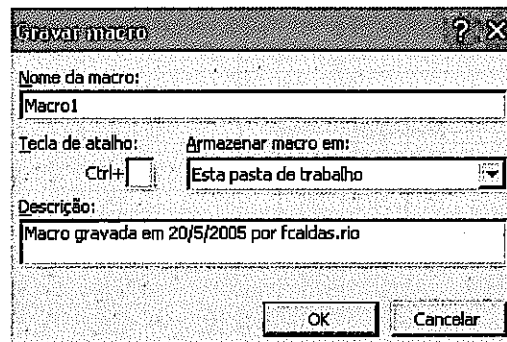 Gravar macro
Nome da macro:
Macro1
Tecla de atalho: Armazenar macro em:
Ctrl+ Esta pasta de trabalho
Descrição:
Macro gravada em 20/5/2005 por fcaldas.rio
OK Cancelar